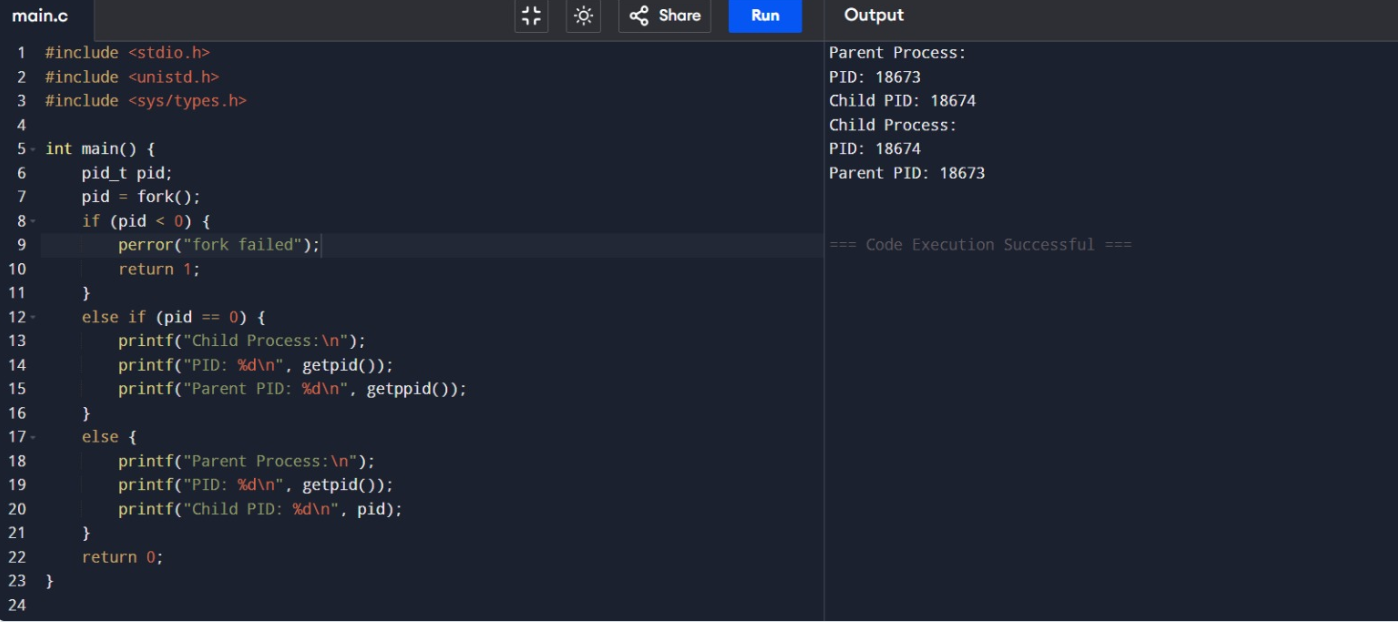 main.c Share Run Output
1 #include <stdio.h>
2 #include <unistd.h>
3 #include <sys/types.h>
4
5 int main() {
6     pid_t pid;
7     pid = fork();
8     if (pid < 0) {
9         perror("fork failed");
10         return 1;
11     }
12     else if (pid == 0) {
13         printf("Child Process:\n");
14         printf("PID: %d\n", getpid());
15         printf("Parent PID: %d\n", getppid());
16     }
17     else {
18         printf("Parent Process:\n");
19         printf("PID: %d\n", getpid());
20         printf("Child PID: %d\n", pid);
21     }
22     return 0;
23 }
24
Parent Process:
PID: 18673
Child PID: 18674
Child Process:
PID: 18674
Parent PID: 18673
=== Code Execution Successful ===